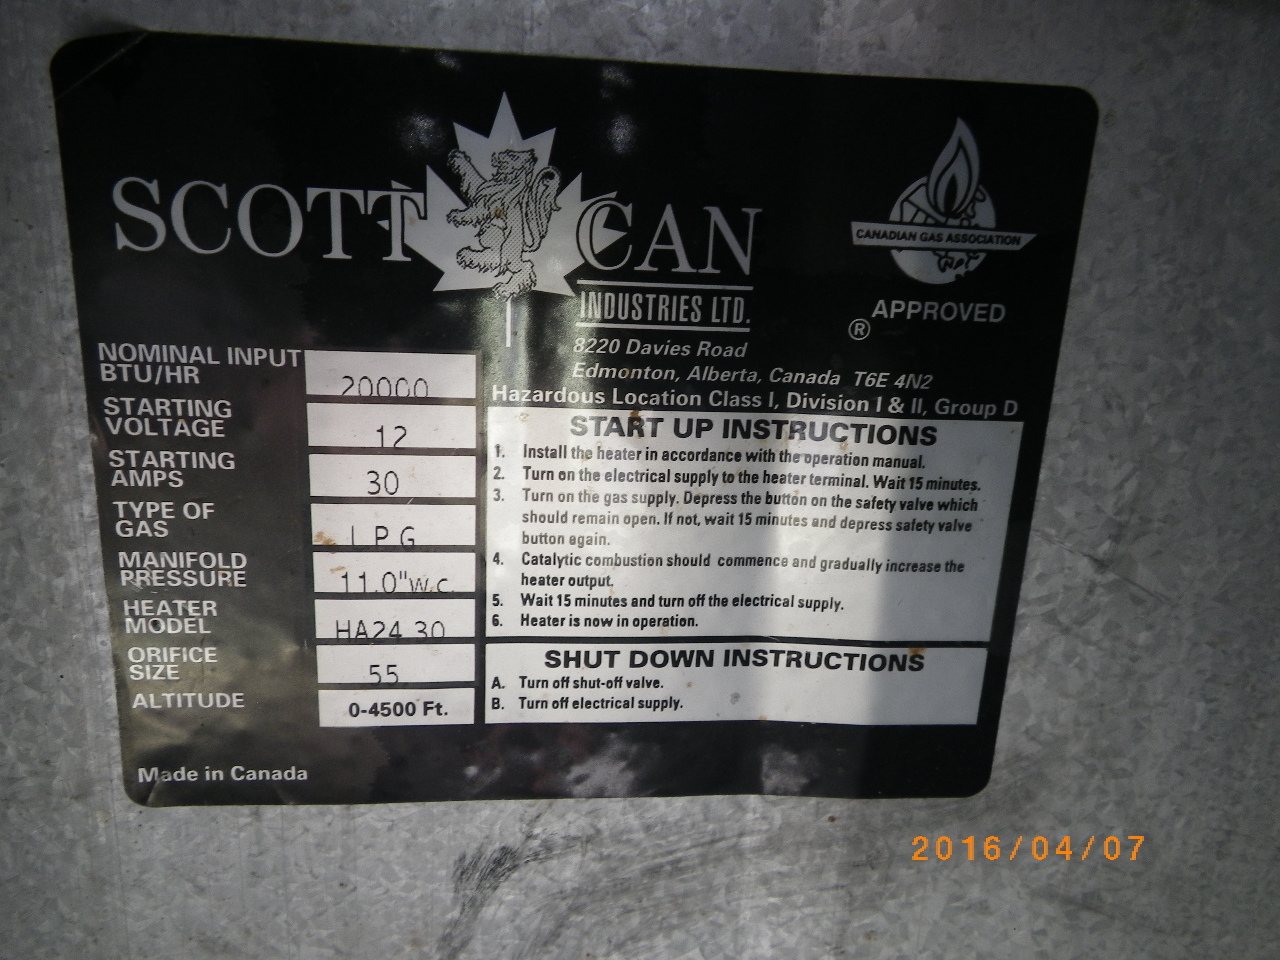 SCOTT CAN
INDUSTRIES LTD.
8220 Davies Road
Edmonton, Alberta, Canada T6E 4N2
Hazardous Location Class I, Division I & II, Group D
CANADIAN GAS ASSOCIATION
® APPROVED
NOMINAL INPUT
BTU/HR 20000
STARTING
VOLTAGE 12
STARTING
AMPS 30
TYPE OF
GAS LPG
MANIFOLD
PRESSURE 11.0"W.C.
HEATER
MODEL HA24 30
ORIFICE
SIZE 55
ALTITUDE 0-4500 Ft.
Made in Canada
START UP INSTRUCTIONS
1. Install the heater in accordance with the operation manual.
2. Turn on the electrical supply to the heater terminal. Wait 15 minutes.
3. Turn on the gas supply. Depress the button on the safety valve which
should remain open. If not, wait 15 minutes and depress safety valve
button again.
4. Catalytic combustion should commence and gradually increase the
heater output.
5. Wait 15 minutes and turn off the electrical supply.
6. Heater is now in operation.
SHUT DOWN INSTRUCTIONS
A. Turn off shut-off valve.
B. Turn off electrical supply.
2016/04/07